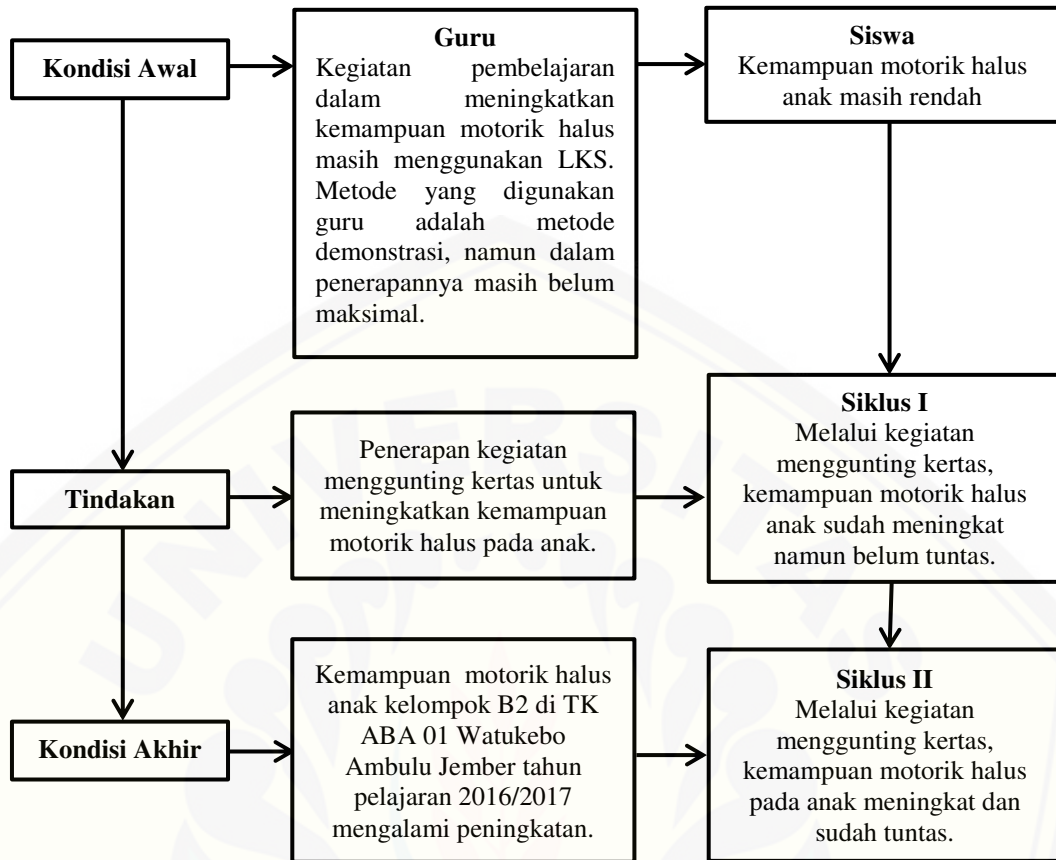 Kondisi Awal
Guru
Kegiatan pembelajaran
dalam meningkatkan
kemampuan motorik halus
masih menggunakan LKS.
Metode yang digunakan
guru adalah metode
demonstrasi, namun dalam
penerapannya masih belum
maksimal.
Siswa
Kemampuan motorik halus
anak masih rendah
Tindakan
Penerapan kegiatan
menggunting kertas untuk
meningkatkan kemampuan
motorik halus pada anak.
Siklus I
Melalui kegiatan
menggunting kertas,
kemampuan motorik halus
anak sudah meningkat
namun belum tuntas.
Kondisi Akhir
Kemampuan motorik halus
anak kelompok B2 di TK
ABA 01 Watukebo
Ambulu Jember tahun
pelajaran 2016/2017
mengalami peningkatan.
Siklus II
Melalui kegiatan
menggunting kertas,
kemampuan motorik halus
pada anak meningkat dan
sudah tuntas.
UNIVERSITAS